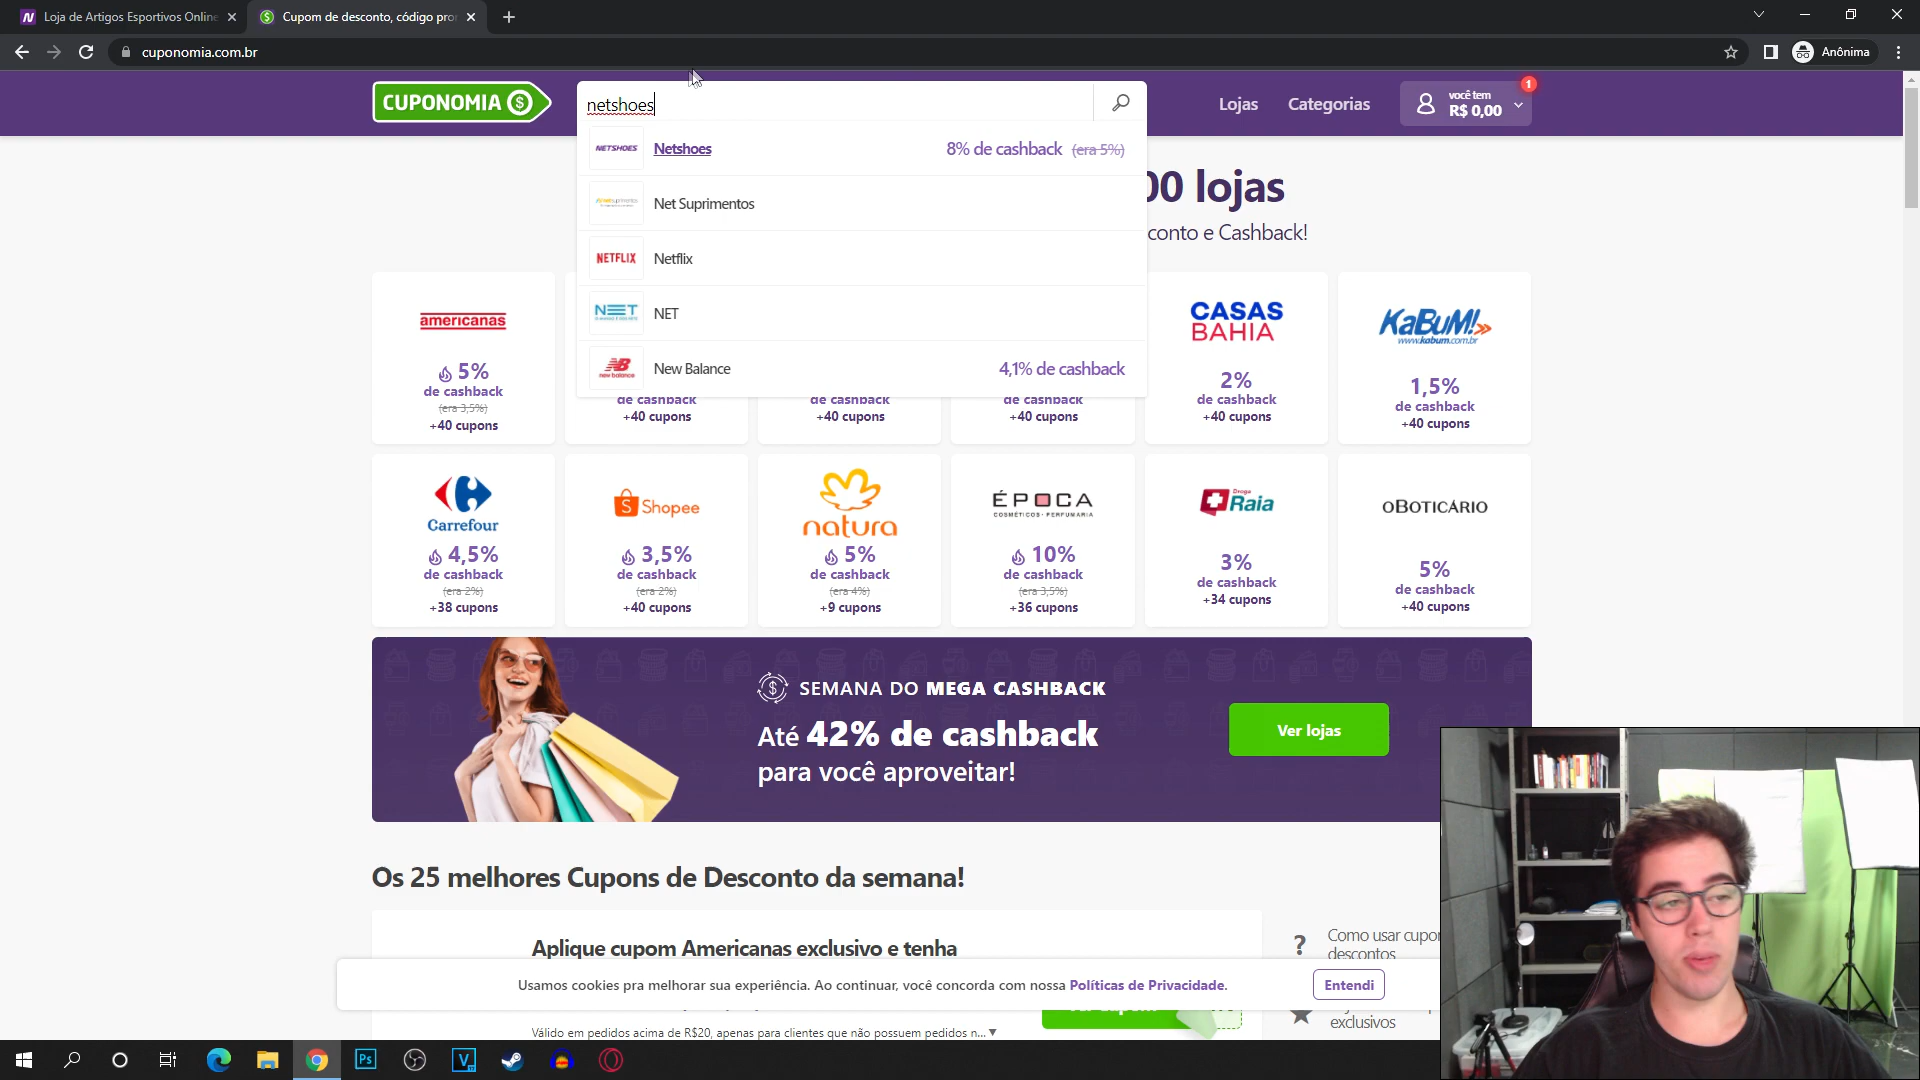 Loja de Artigos Esportivos Online
Cupom de desconto, código pro
cuponomia.com.br
Anônima
CUPONOMIA
netshoes
Lojas
Categorias
você tem
R$ 0,00
1
NETSHOES
Netshoes
8% de cashback
(era 5%)
00 lojas
Net Suprimentos
conto e Cashback!
NETFLIX
Netflix
NET
NET
new balance
New Balance
4,1% de cashback
americanas
5%
de cashback
(era 3,5%)
+40 cupons
de cashback
+40 cupons
de cashback
+40 cupons
de cashback
+40 cupons
CASAS
BAHIA
2%
de cashback
+40 cupons
KaBuM!
www.kabum.com.br
1,5%
de cashback
+40 cupons
Carrefour
4,5%
de cashback
(era 2%)
+38 cupons
Shopee
3,5%
de cashback
(era 2%)
+40 cupons
natura
5%
de cashback
(era 4%)
+9 cupons
ÉPOCA
COSMÉTICOS · PERFUMARIA
10%
de cashback
(era 3,5%)
+36 cupons
Droga
Raia
3%
de cashback
+34 cupons
oBOTICÁRIO
5%
de cashback
+40 cupons
SEMANA DO MEGA CASHBACK
Até 42% de cashback
para você aproveitar!
Ver lojas
Os 25 melhores Cupons de Desconto da semana!
Aplique cupom Americanas exclusivo e tenha
?
Como usar cupo
descontos
Usamos cookies pra melhorar sua experiência. Ao continuar, você concorda com nossa Políticas de Privacidade.
Entendi
Válido em pedidos acima de R$20, apenas para clientes que não possuem pedidos n...
exclusivos
Ps
V